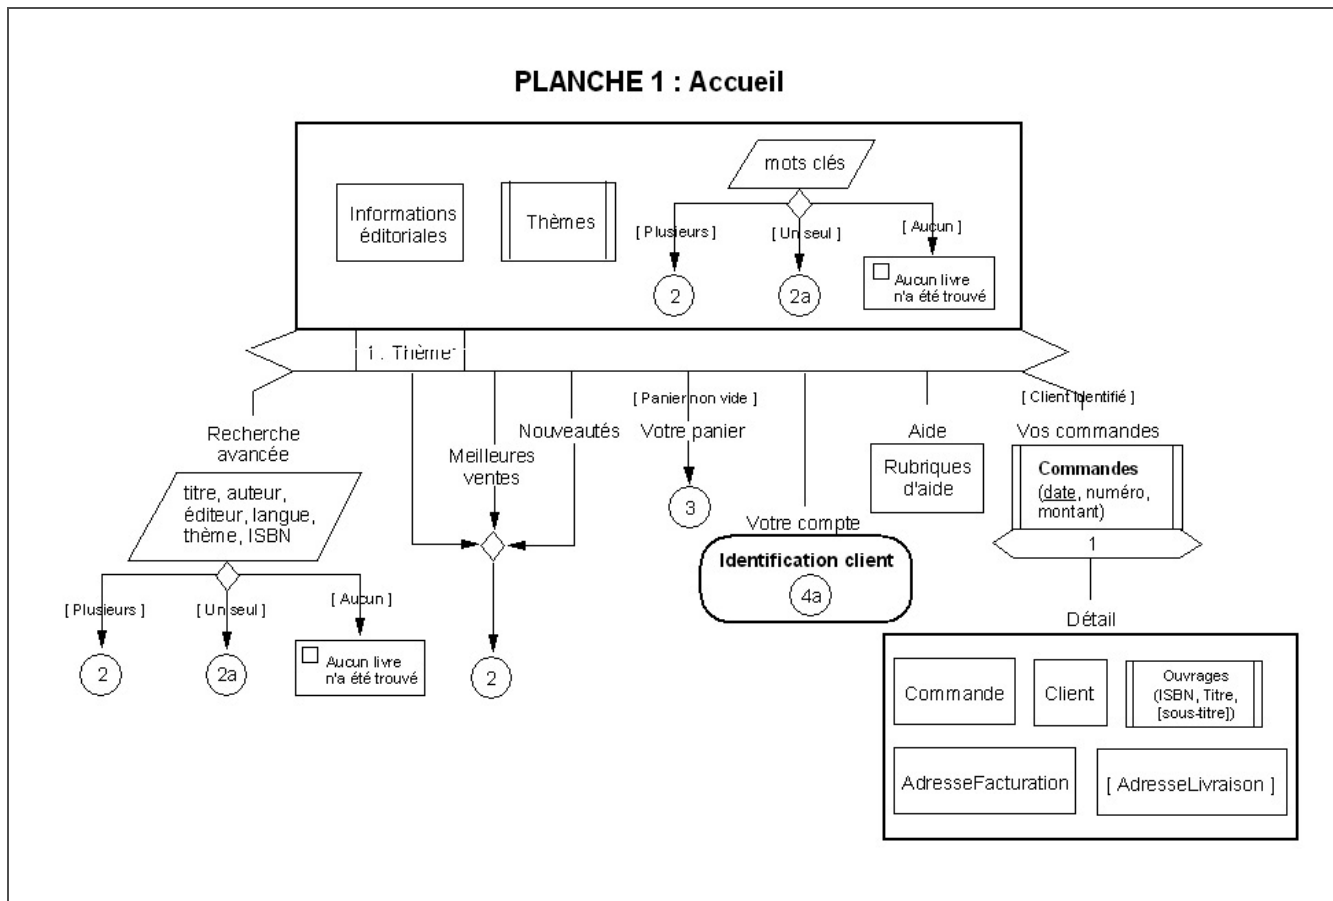 PLANCHE 1 : Accueil
mots clés
Informations
éditoriales
Thèmes
[ Plusieurs ]
[ Un seul ]
[ Aucun ]
2
2a
Aucun livre
n'a été trouvé
1 . Thème
[ Panier non vide ]
[ Client identifié ]
Recherche
avancée
Meilleures
ventes
Nouveautés
Votre panier
Aide
Vos commandes
titre, auteur,
éditeur, langue,
thème, ISBN
3
Rubriques
d'aide
Commandes
(date, numéro,
montant)
1
Votre compte
Identification client
4a
[ Plusieurs ]
[ Un seul ]
[ Aucun ]
2
2a
Aucun livre
n'a été trouvé
2
Détail
Commande
Client
Ouvrages
(ISBN, Titre,
[sous-titre])
AdresseFacturation
[ AdresseLivraison ]